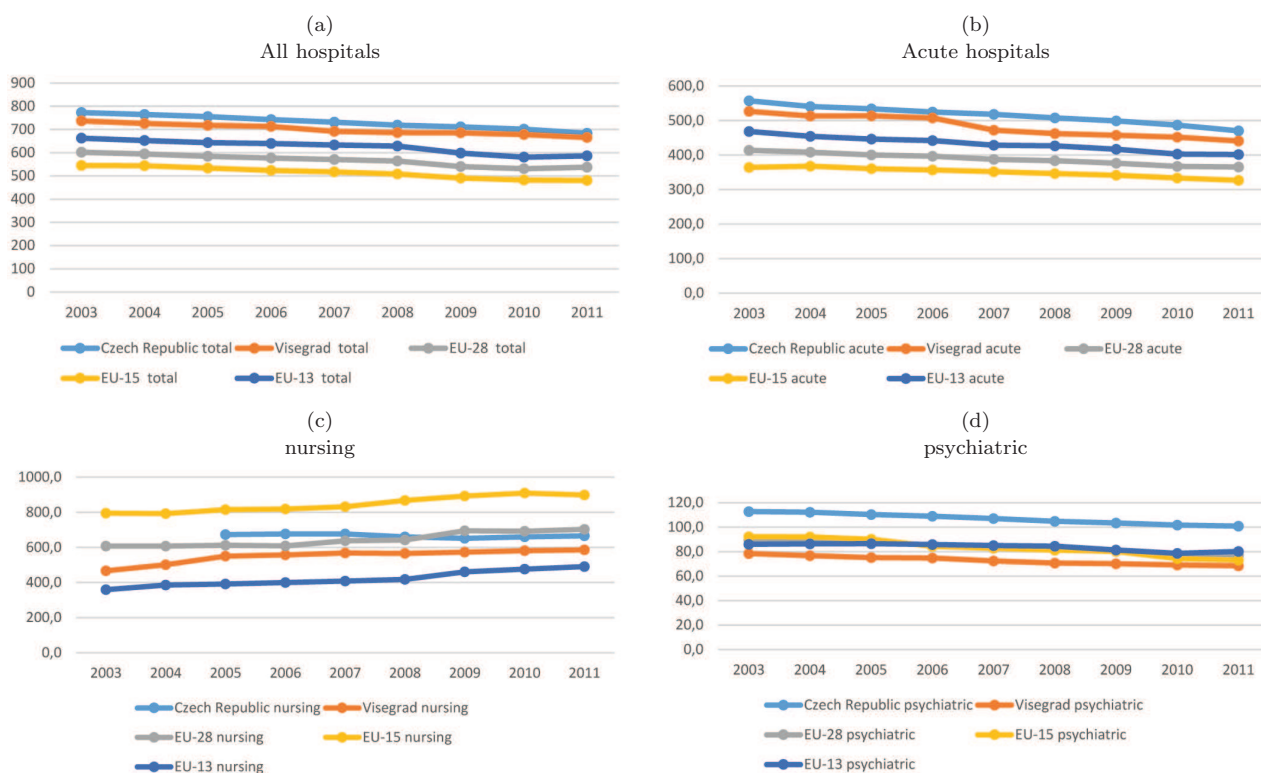 (a)
All hospitals
900
800
700
600
500
400
300
200
100
0
2003 2004 2005 2006 2007 2008 2009 2010 2011
Czech Republic total Visegrad total EU-28 total
EU-15 total EU-13 total
(b)
Acute hospitals
600,0
500,0
400,0
300,0
200,0
100,0
0,0
2003 2004 2005 2006 2007 2008 2009 2010 2011
Czech Republic acute Visegrad acute EU-28 acute
EU-15 acute EU-13 acute
(c)
nursing
1000,0
800,0
600,0
400,0
200,0
0,0
2003 2004 2005 2006 2007 2008 2009 2010 2011
Czech Republic nursing Visegrad nursing
EU-28 nursing EU-15 nursing
EU-13 nursing
(d)
psychiatric
120,0
100,0
80,0
60,0
40,0
20,0
0,0
2003 2004 2005 2006 2007 2008 2009 2010 2011
Czech Republic psychiatric Visegrad psychiatric
EU-28 psychiatric EU-15 psychiatric
EU-13 psychiatric